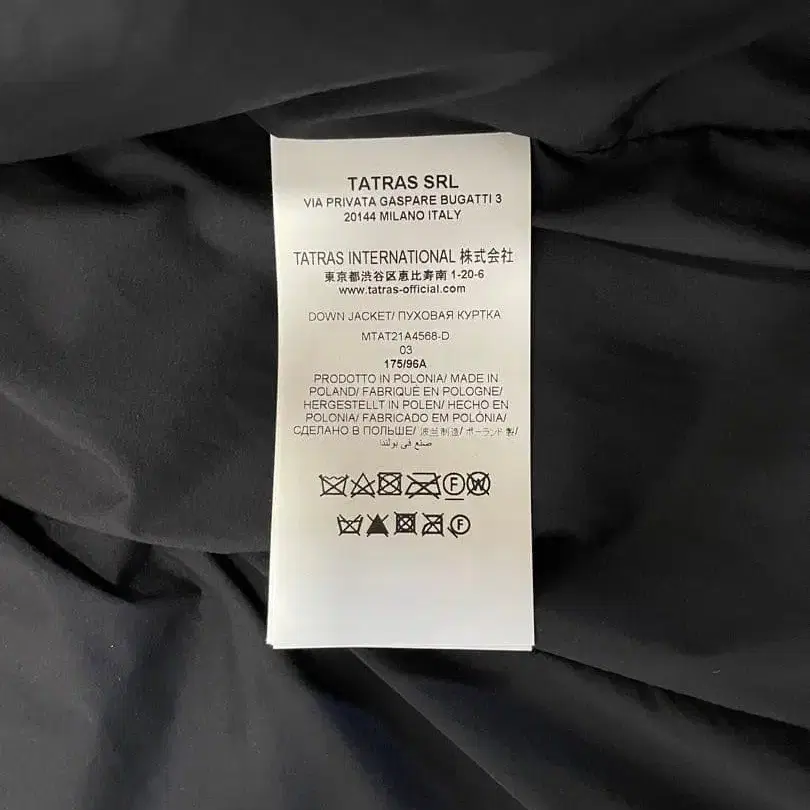 TATRAS SRL
VIA PRIVATA GASPARE BUGATTI 3
20144 MILANO ITALY
TATRAS INTERNATIONAL 株式会社
東京都渋谷区恵比寿南 1-20-6
www.tatras-official.com
DOWN JACKET/ ПУХОВАЯ КУРТКА
MTAT21A4568-D
03
175/96A
PRODOTTO IN POLONIA/ MADE IN
POLAND/ FABRIQUÉ EN POLOGNE/
HERGESTELLT IN POLEN/ HECHO EN
POLONIA/ FABRICADO EM POLÓNIA/
СДЕЛАНО В ПОЛЬШЕ/ 波兰制造/ ポーランド製/
صنع في بولندا
F W
F